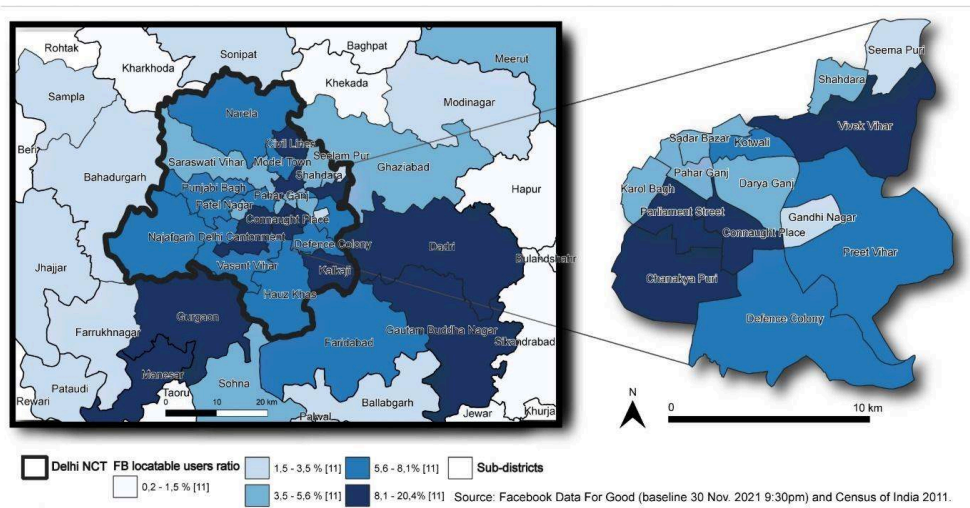 Rohtak
Kharkhoda
Sonipat
Baghpat
Meerut
Khekada
Sampla
Modinagar
Narela
Civil Lines
Seelam Pur
Saraswati Vihar
Model Town
Ghaziabad
Shahdara
Beri
Bahadurgarh
Hapur
Punjabi Bagh
Pahar Ganj
Patel Nagar
Connaught Place
Najafgarh
Delhi Cantonment
Defence Colony
Dadri
Bulandshahr
Vasant Vihar
Kalkaji
Jhajjar
Hauz Khas
Gurgaon
Farrukhnagar
Gautam Buddha Nagar
Faridabad
Sikandrabad
Manesar
Pataudi
Sohna
Rewari
Taoru
Ballabgarh
Palwal
Jewar
Khurja
0 10 20 km
Seema Puri
Shahdara
Vivek Vihar
Sadar Bazar
Kotwali
Pahar Ganj
Darya Ganj
Karol Bagh
Parliament Street
Gandhi Nagar
Connaught Place
Preet Vihar
Chanakya Puri
Defence Colony
N
0 10 km
Delhi NCT FB locatable users ratio
0,2 - 1,5 % [11]
1,5 - 3,5 % [11]
3,5 - 5,6 % [11]
5,6 - 8,1% [11]
8,1 - 20,4% [11]
Sub-districts
Source: Facebook Data For Good (baseline 30 Nov. 2021 9:30pm) and Census of India 2011.